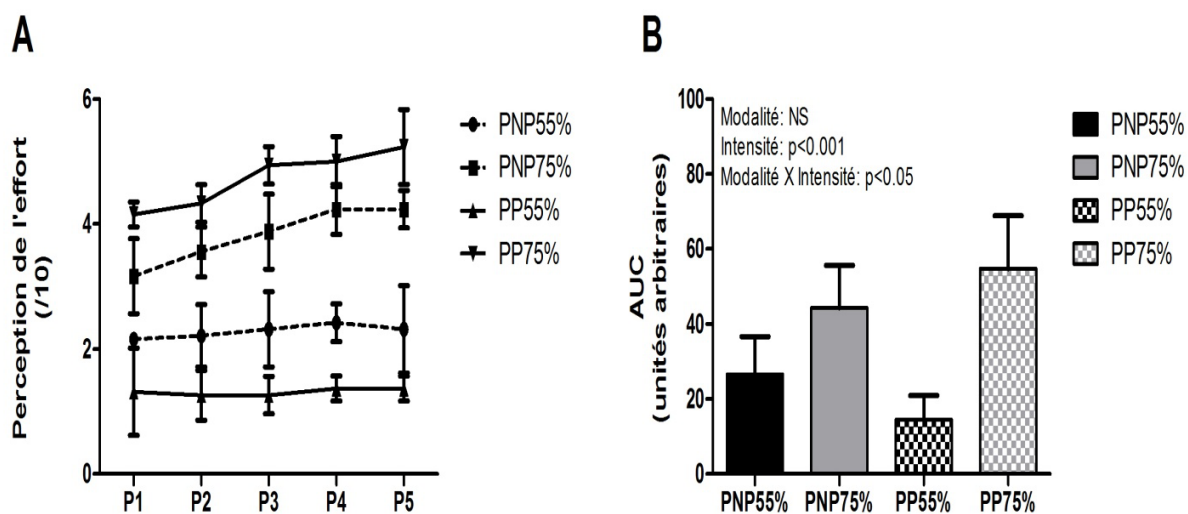 A
Perception de l'effort
(/10)
6
4
2
0
P1 P2 P3 P4 P5
PNP55%
PNP75%
PP55%
PP75%
B
AUC
(unités arbitraires)
100
80
60
40
20
0
Modalité: NS
Intensité: p<0.001
Modalité X Intensité: p<0.05
PNP55% PNP75% PP55% PP75%
PNP55%
PNP75%
PP55%
PP75%